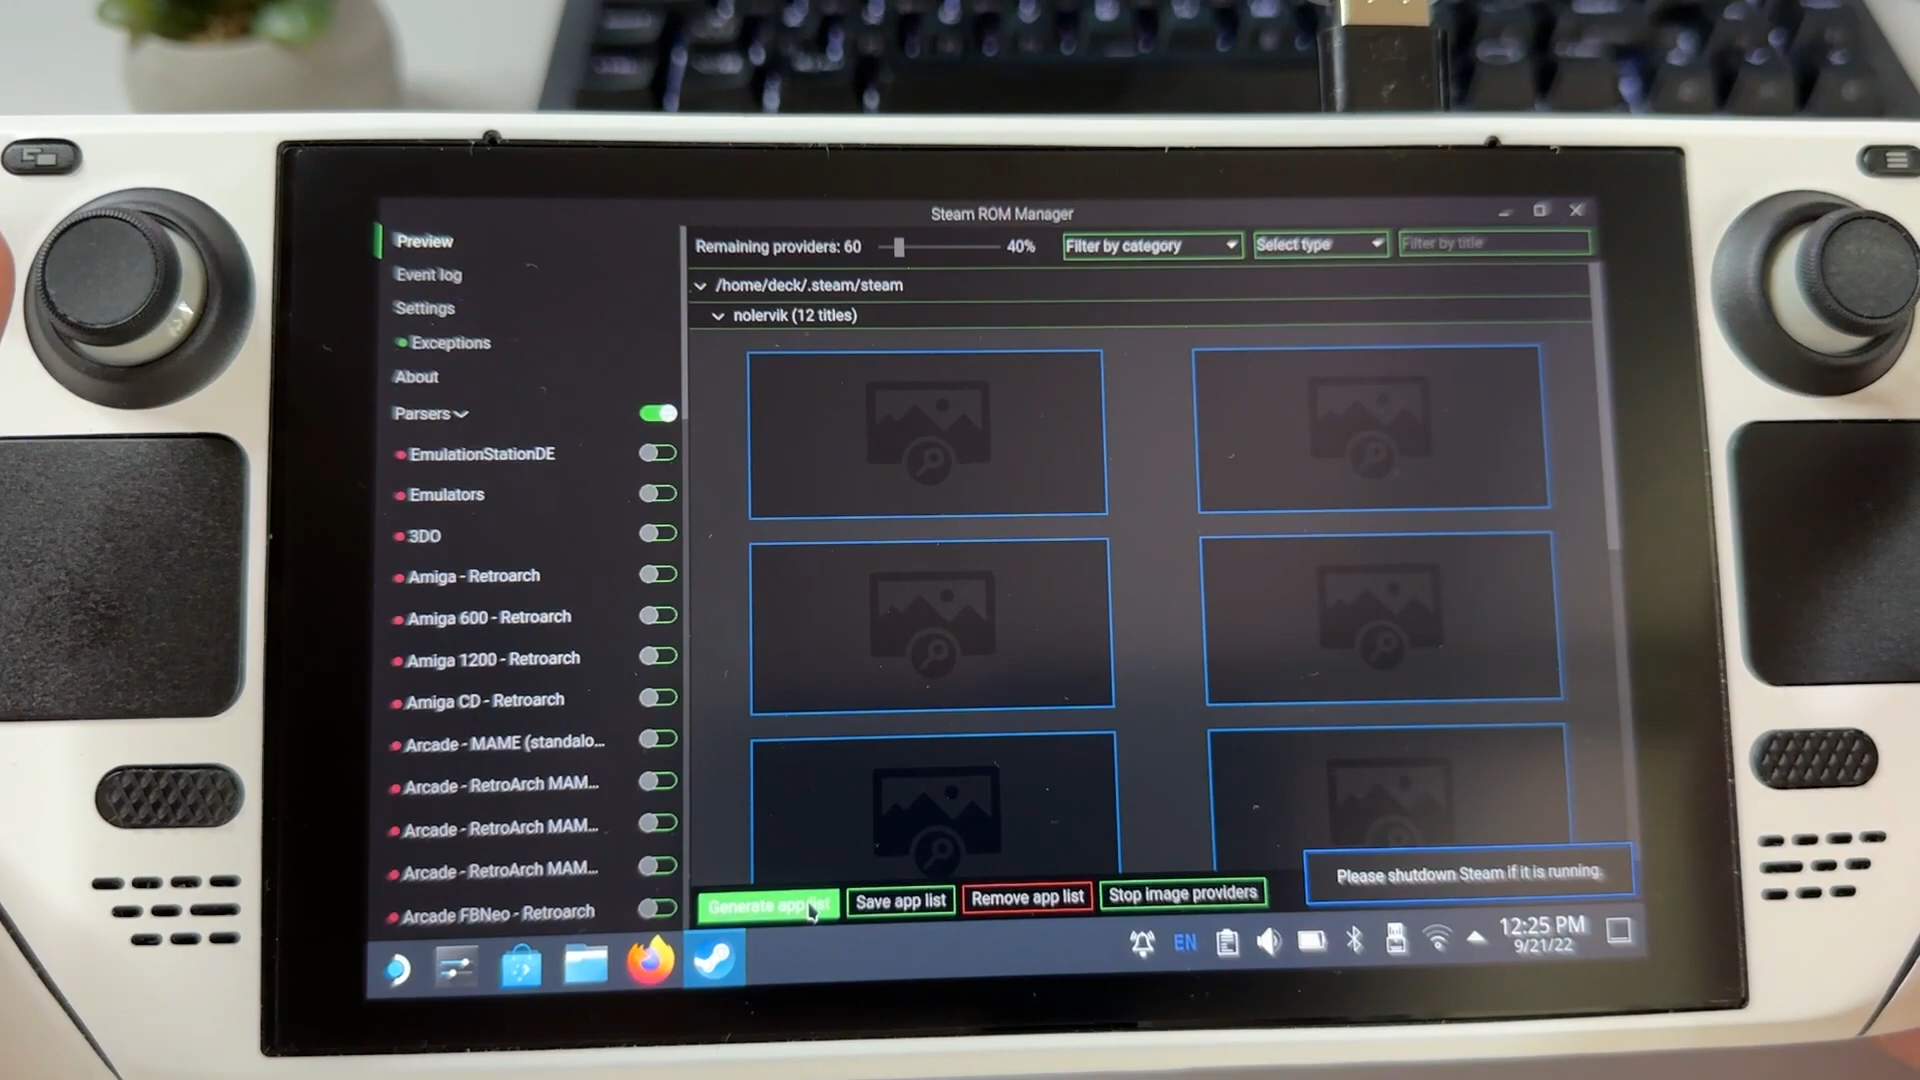 Steam ROM Manager
Preview
Event log
Settings
Exceptions
About
Parsers
EmulationStationDE
Emulators
3DO
Amiga - Retroarch
Amiga 600 - Retroarch
Amiga 1200 - Retroarch
Amiga CD - Retroarch
Arcade - MAME (standalo...
Arcade - RetroArch MAM...
Arcade - RetroArch MAM...
Arcade - RetroArch MAM...
Arcade FBNeo - Retroarch
Remaining providers: 60
40%
Filter by category
Select type
Filter by title
/home/deck/.steam/steam
nolervik (12 titles)
Generate app list
Save app list
Remove app list
Stop image providers
Please shutdown Steam if it is running.
EN
12:25 PM
9/21/22